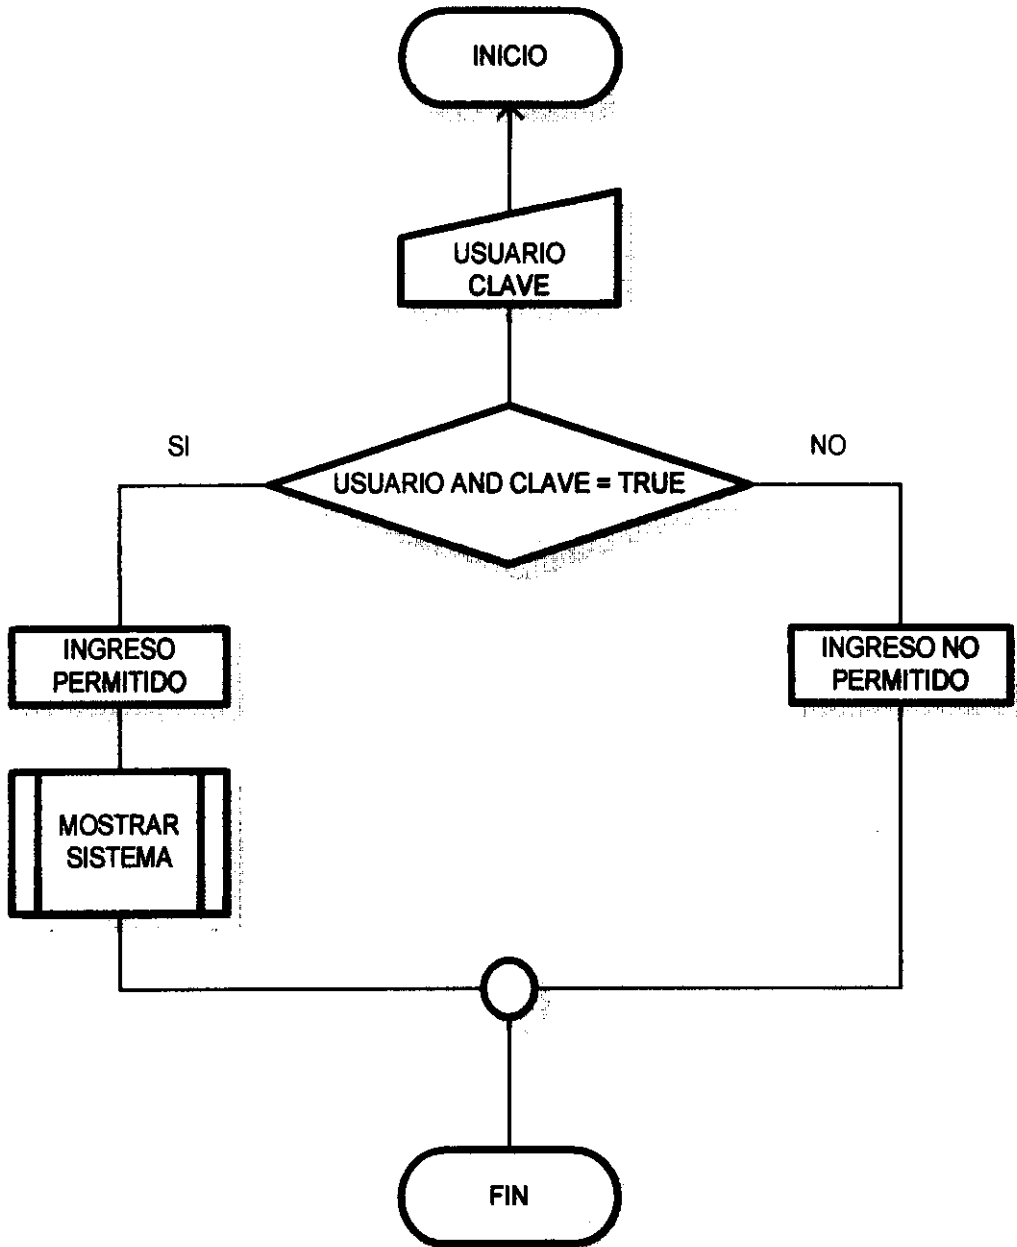 INICIO
USUARIO
CLAVE
SI
NO
USUARIO AND CLAVE = TRUE
INGRESO
PERMITIDO
INGRESO NO
PERMITIDO
MOSTRAR
SISTEMA
FIN